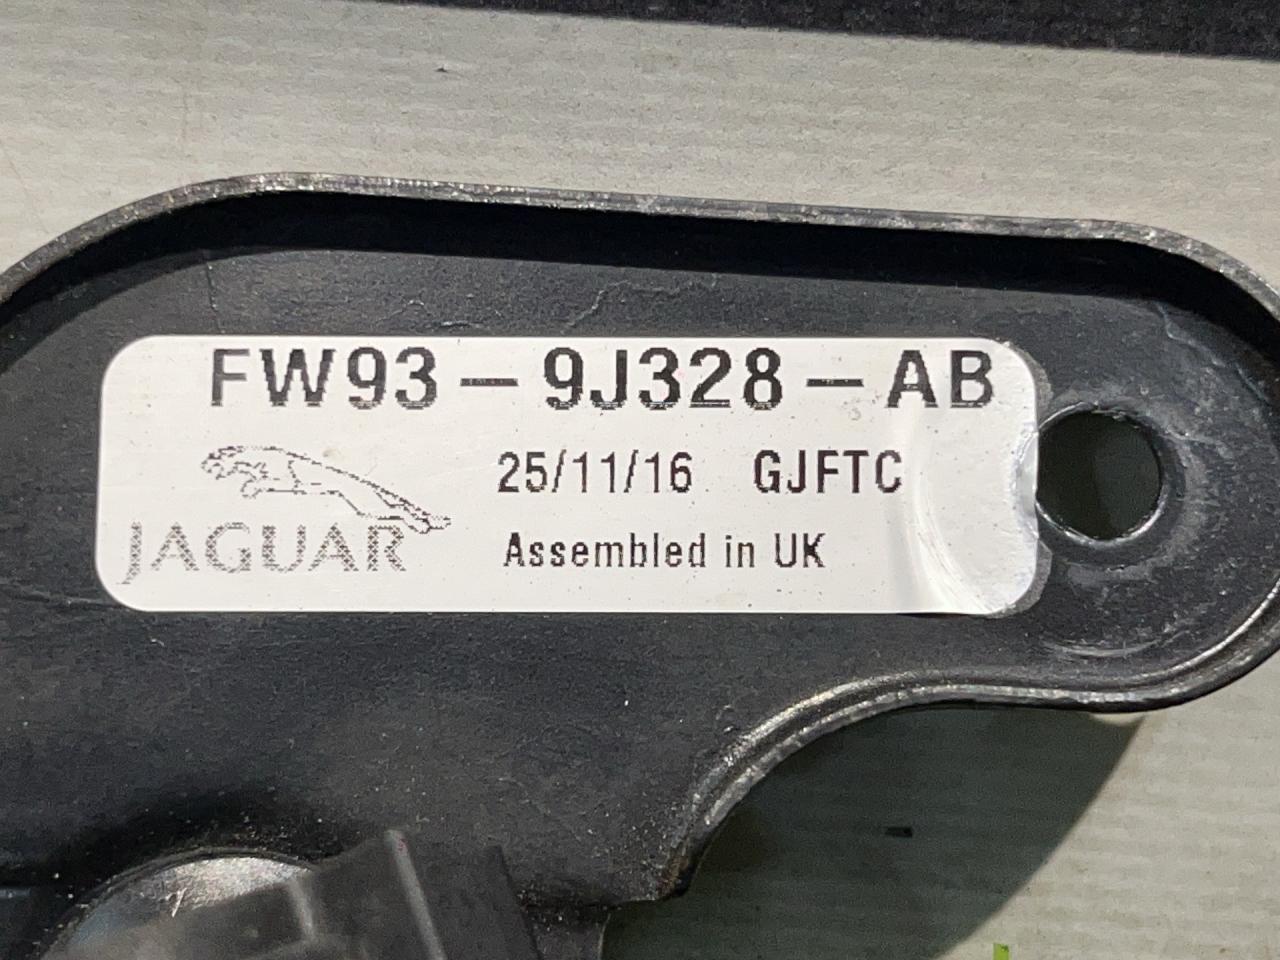 FW93-9J328-AB
25/11/16 GJFTC
JAGUAR
Assembled in UK